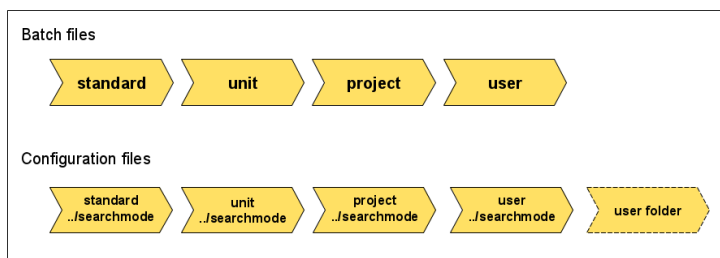 Batch files
standard
unit
project
user
Configuration files
standard
../searchmode
unit
../searchmode
project
../searchmode
user
../searchmode
user folder